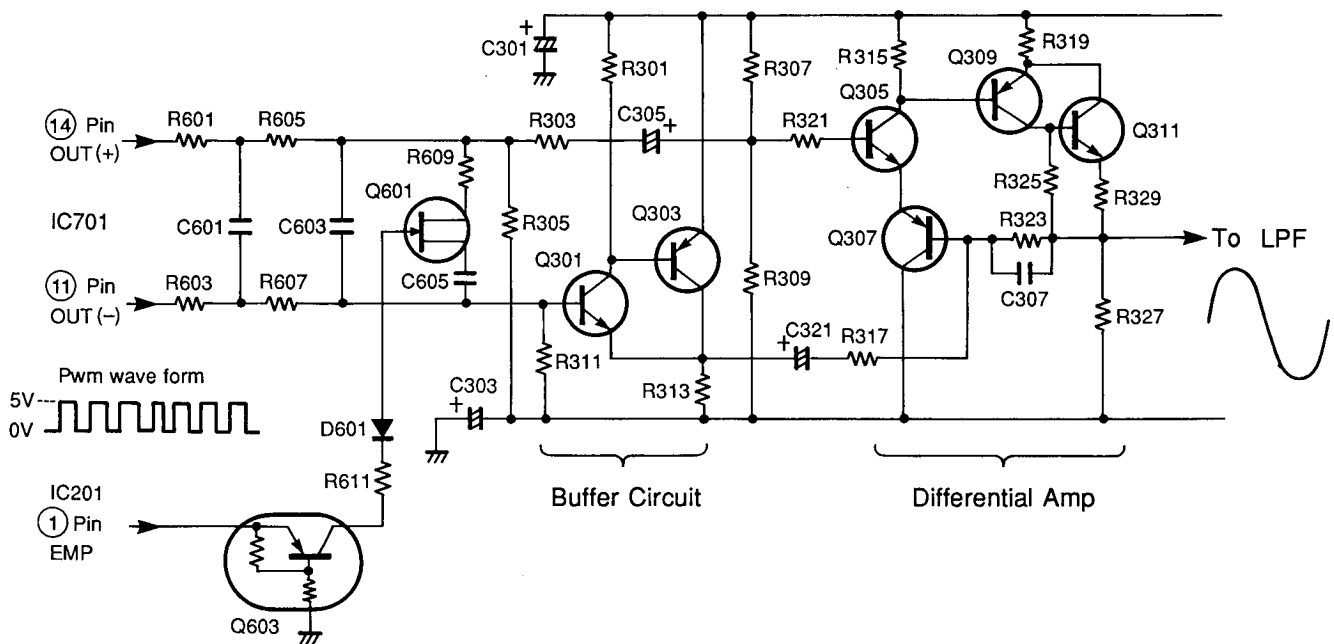 C301
+
R301
R307
R315
Q309
R319
Q305
14 Pin
OUT (+)
R601
R605
R303
C305
+
R321
Q311
R609
Q601
R325
R329
IC701
C601
C603
R305
Q303
R323
To LPF
Q307
Q301
C605
C307
R309
11 Pin
OUT (−)
R603
R607
C321
+
R317
R327
R311
Pwm wave form
C303
+
R313
5V
0V
D601
R611
Buffer Circuit
Differential Amp
IC201
1 Pin
EMP
Q603